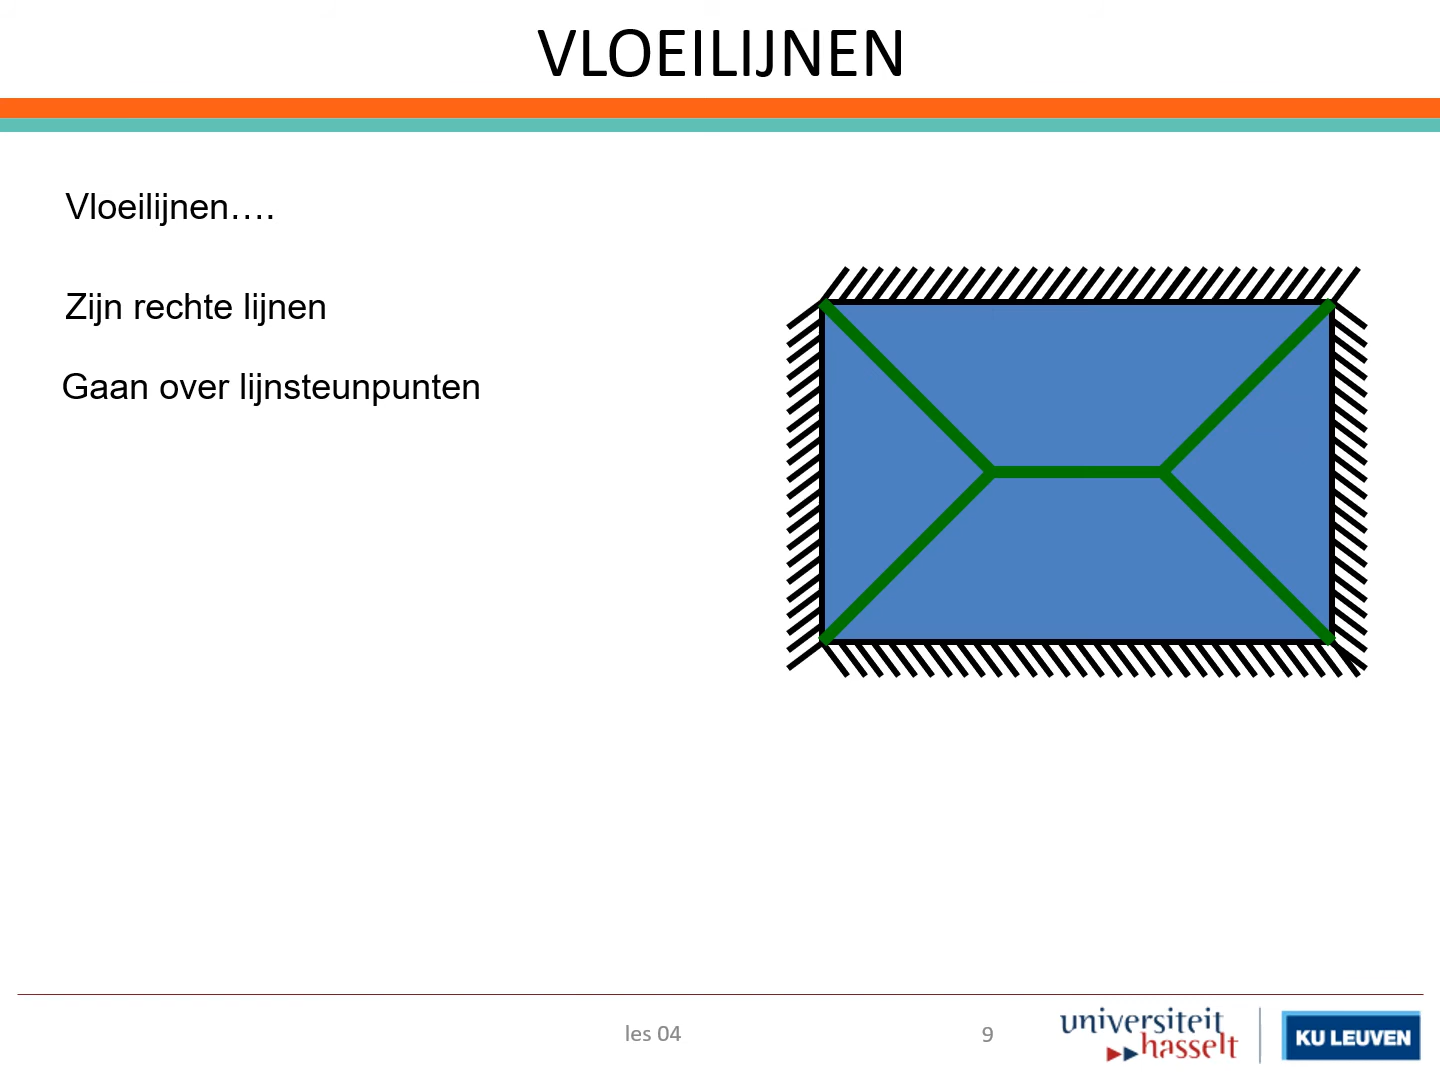 VLOEILIJNEN
Vloeilijnen….
Zijn rechte lijnen
Gaan over lijnsteunpunten
les 04
9
universiteit
hasselt
KU LEUVEN